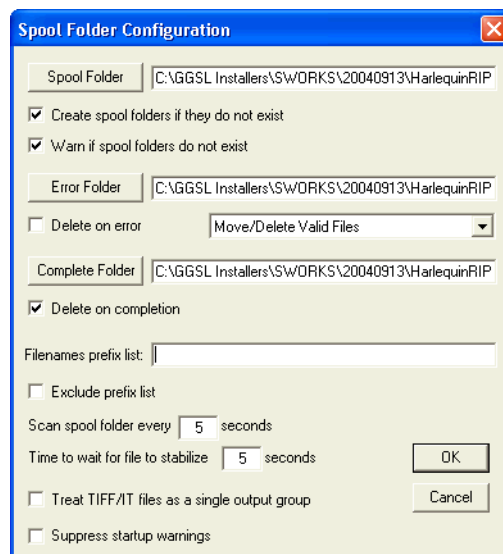 Spool Folder Configuration
Spool Folder C:\GGSL Installers\SWORKS\20040913\HarlequinRIP
Create spool folders if they do not exist
Warn if spool folders do not exist
Error Folder C:\GGSL Installers\SWORKS\20040913\HarlequinRIP
Delete on error Move/Delete Valid Files
Complete Folder C:\GGSL Installers\SWORKS\20040913\HarlequinRIP
Delete on completion
Filenames prefix list:
Exclude prefix list
Scan spool folder every 5 seconds
Time to wait for file to stabilize 5 seconds
OK
Treat TIFF/IT files as a single output group
Cancel
Suppress startup warnings